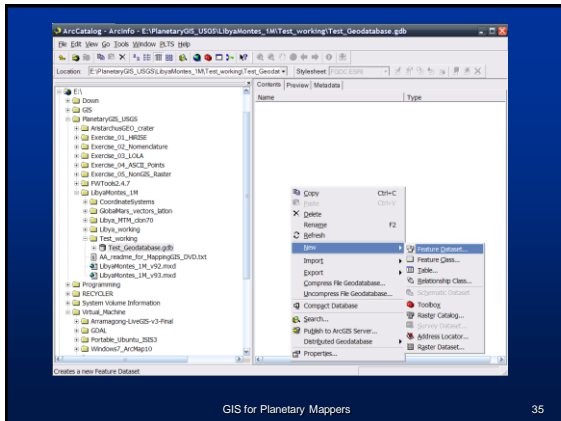 ArcCatalog - ArcInfo - E:\PlanetaryGIS_USGS\LibyaMontes_1M\Test_working\Test_Geodatabase.gdb
File Edit View Go Tools Window PLTS Help
Location: E:\PlanetaryGIS_USGS\LibyaMontes_1M\Test_working\Test_Geodat Stylesheet: FGDC ESRI
Contents Preview Metadata
Name Type
E:\
Down
GIS
PlanetaryGIS_USGS
AristarchusGEO_crater
Exercise_01_HiRISE
Exercise_02_Nomenclature
Exercise_03_LOLA
Exercise_04_ASCII_Points
Exercise_05_NonGIS_Raster
FWTools2.4.7
LibyaMontes_1M
CoordinateSystems
GlobalMars_vectors_latlon
Libya_MTM_clon70
Libya_working
Test_working
Test_Geodatabase.gdb
AA_readme_for_MappingGIS_DVD.txt
LibyaMontes_1M_v92.mxd
LibyaMontes_1M_v93.mxd
Programming
RECYCLER
System Volume Information
Virtual_Machine
Arramagong-LiveGIS-v3-Final
GDAL
Portable_Ubuntu_ISIS3
Windows7_ArcMap10
Copy Ctrl+C
Paste Ctrl+V
Delete
Rename F2
Refresh
New
Import
Export
Compress File Geodatabase...
Uncompress File Geodatabase...
Compact Database
Search...
Publish to ArcGIS Server...
Distributed Geodatabase
Properties...
Feature Dataset...
Feature Class...
Table...
Relationship Class...
Schematic Dataset
Toolbox
Raster Catalog...
Survey Dataset...
Address Locator...
Raster Dataset...
Creates a new Feature Dataset
GIS for Planetary Mappers 35